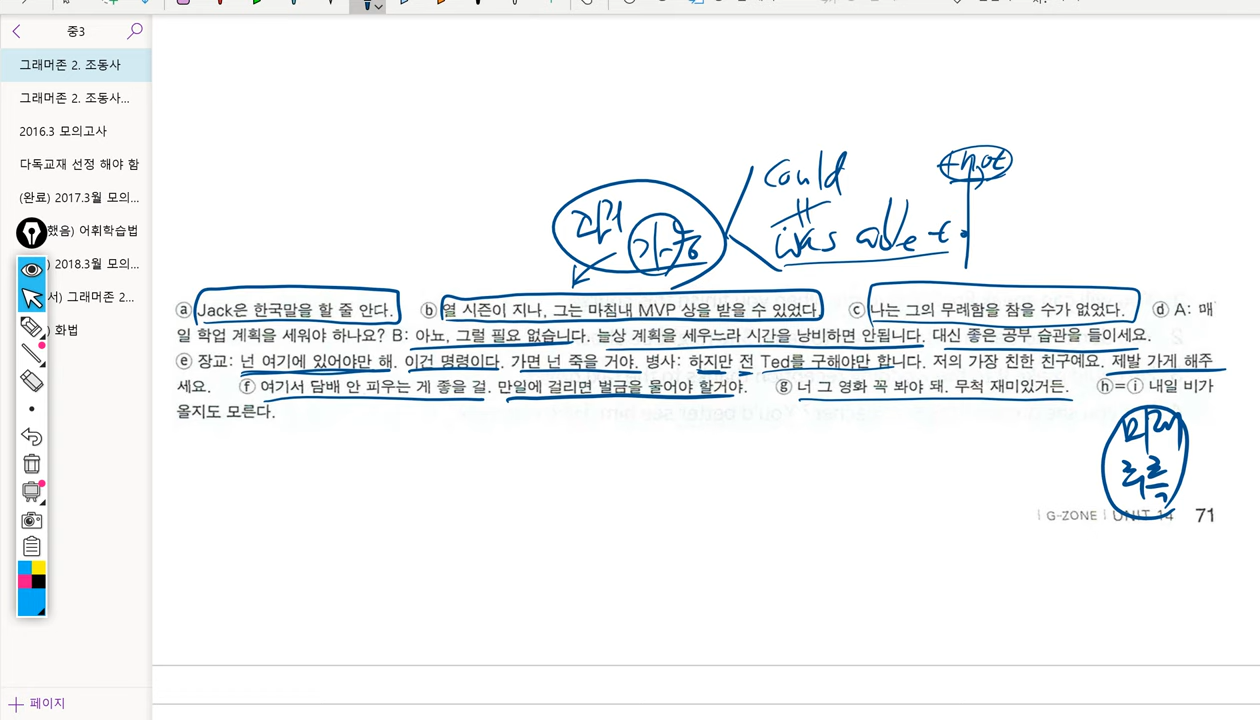 중3
그래머존 2. 조동사
그래머존 2. 조동사...
2016.3 모의고사
다독교재 선정 해야 함
(완료) 2017.3월 모의...
했음) 어휘학습법
) 2018.3월 모의...
서) 그래머존 2...
) 화법
페이지
could
+not
과거
가능
was able to
ⓐ Jack은 한국말을 할 줄 안다. ⓑ 열 시즌이 지나, 그는 마침내 MVP 상을 받을 수 있었다. ⓒ 나는 그의 무례함을 참을 수가 없었다. ⓓ A: 매
일 학업 계획을 세워야 하나요? B: 아뇨, 그럴 필요 없습니다. 늘상 계획을 세우느라 시간을 낭비하면 안됩니다. 대신 좋은 공부 습관을 들이세요.
ⓔ 장교: 넌 여기에 있어야만 해. 이건 명령이다. 가면 넌 죽을 거야. 병사: 하지만 전 Ted를 구해야만 합니다. 저의 가장 친한 친구예요. 제발 가게 해주
세요. ⓕ 여기서 담배 안 피우는 게 좋을 걸. 만일에 걸리면 벌금을 물어야 할거야. ⓖ 너 그 영화 꼭 봐야 돼. 무척 재미있거든. ⓗ=ⓘ 내일 비가
올지도 모른다.
미래
추측
G-ZONE | UNIT 14 71